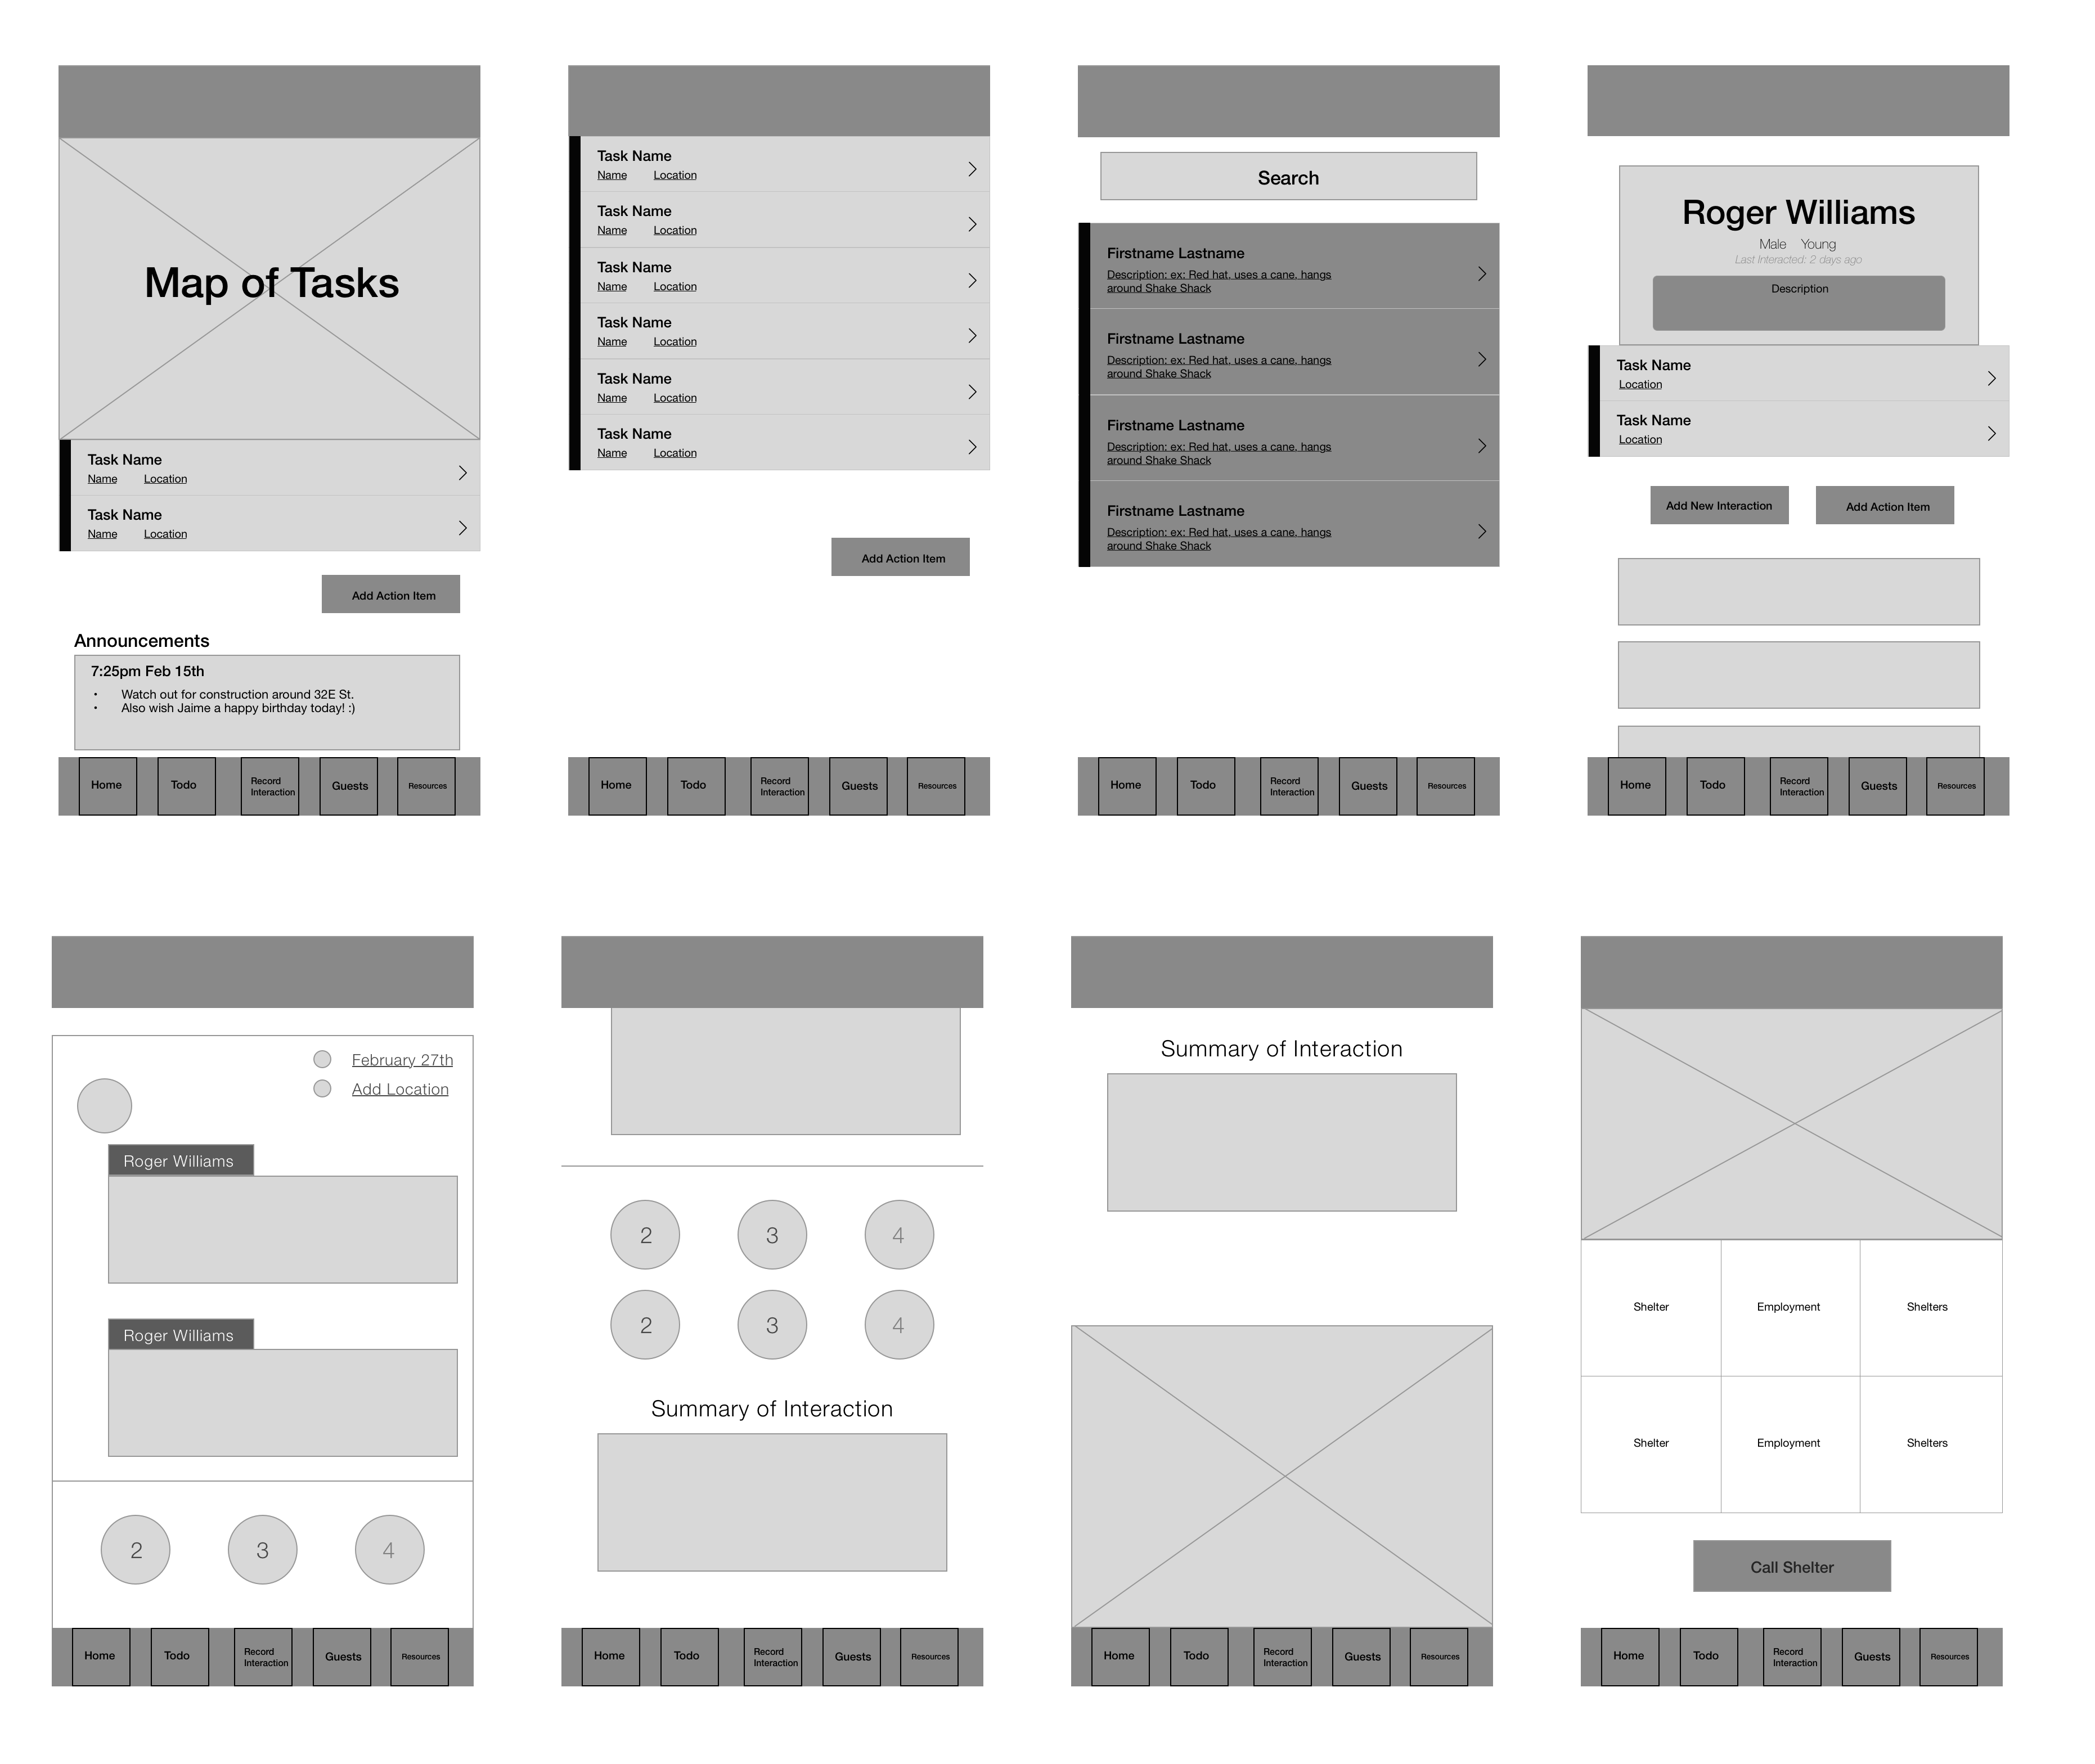 Map of Tasks
Task Name
Name Location
Task Name
Name Location
Add Action Item
Announcements
7:25pm Feb 15th
• Watch out for construction around 32E St.
• Also wish Jaime a happy birthday today! :)
Home Todo Record Interaction Guests Resources
Task Name
Name Location
Task Name
Name Location
Task Name
Name Location
Task Name
Name Location
Task Name
Name Location
Task Name
Name Location
Add Action Item
Home Todo Record Interaction Guests Resources
Search
Firstname Lastname
Description: ex: Red hat, uses a cane, hangs
around Shake Shack
Firstname Lastname
Description: ex: Red hat, uses a cane, hangs
around Shake Shack
Firstname Lastname
Description: ex: Red hat, uses a cane, hangs
around Shake Shack
Firstname Lastname
Description: ex: Red hat, uses a cane, hangs
around Shake Shack
Home Todo Record Interaction Guests Resources
Roger Williams
Male Young
Last Interacted: 2 days ago
Description
Task Name
Location
Task Name
Location
Add New Interaction Add Action Item
Home Todo Record Interaction Guests Resources
February 27th
Add Location
Roger Williams
Roger Williams
2 3 4
Home Todo Record Interaction Guests Resources
2 3 4
2 3 4
Summary of Interaction
Home Todo Record Interaction Guests Resources
Summary of Interaction
Home Todo Record Interaction Guests Resources
Shelter Employment Shelters
Shelter Employment Shelters
Call Shelter
Home Todo Record Interaction Guests Resources